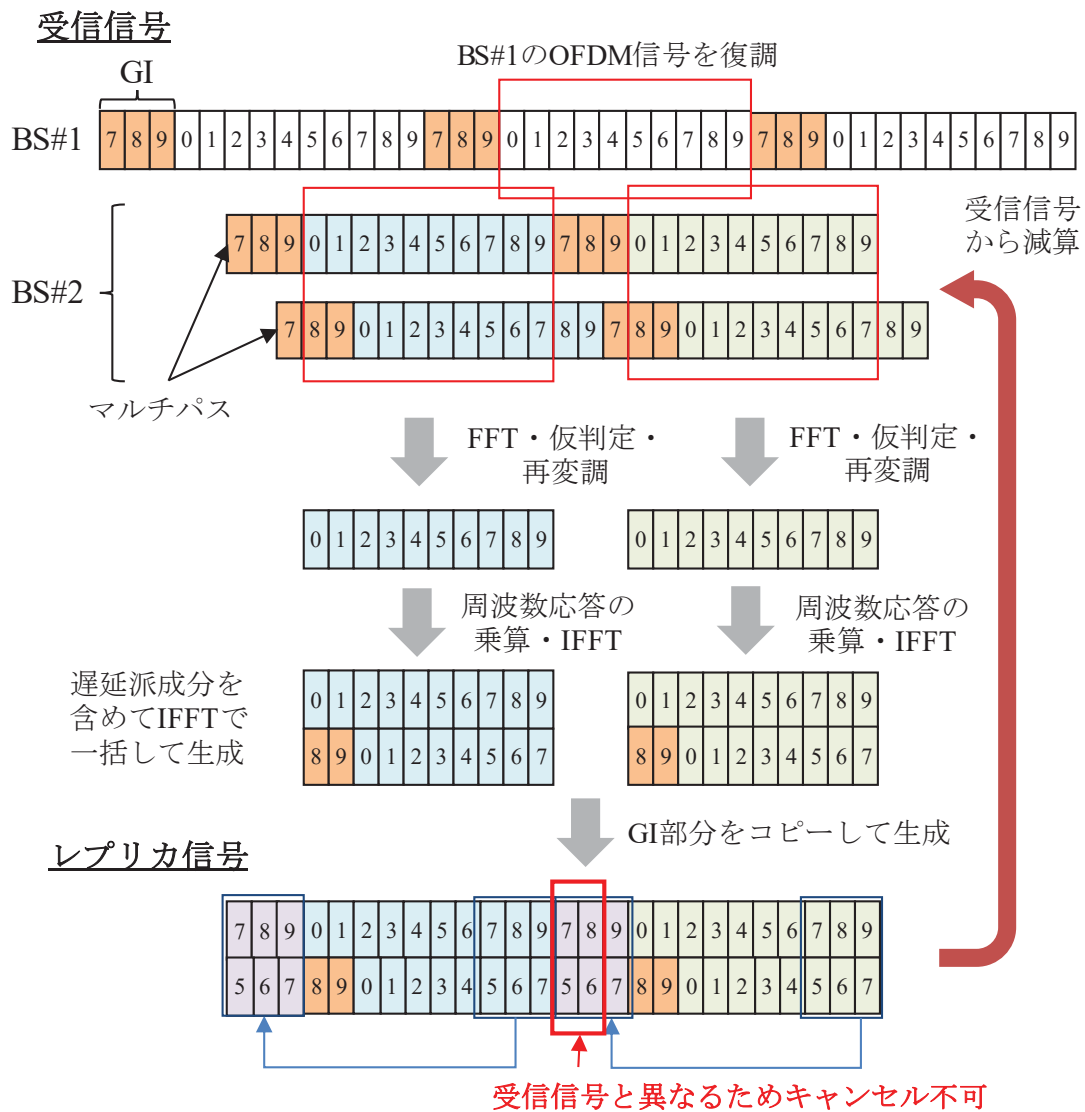 受信信号
BS#1のOFDM信号を復調
GI
BS#1
7 8 9 0 1 2 3 4 5 6 7 8 9 7 8 9 0 1 2 3 4 5 6 7 8 9 7 8 9 0 1 2 3 4 5 6 7 8 9
受信信号
から減算
7 8 9 0 1 2 3 4 5 6 7 8 9 7 8 9 0 1 2 3 4 5 6 7 8 9
BS#2
7 8 9 0 1 2 3 4 5 6 7 8 9 7 8 9 0 1 2 3 4 5 6 7 8 9
マルチパス
FFT・仮判定・
再変調
FFT・仮判定・
再変調
0 1 2 3 4 5 6 7 8 9
0 1 2 3 4 5 6 7 8 9
周波数応答の
乗算・IFFT
周波数応答の
乗算・IFFT
遅延派成分を
含めてIFFTで
一括して生成
0 1 2 3 4 5 6 7 8 9
8 9 0 1 2 3 4 5 6 7
0 1 2 3 4 5 6 7 8 9
8 9 0 1 2 3 4 5 6 7
GI部分をコピーして生成
レプリカ信号
7 8 9 0 1 2 3 4 5 6 7 8 9 7 8 9 0 1 2 3 4 5 6 7 8 9
5 6 7 8 9 0 1 2 3 4 5 6 7 5 6 7 8 9 0 1 2 3 4 5 6 7
受信信号と異なるためキャンセル不可